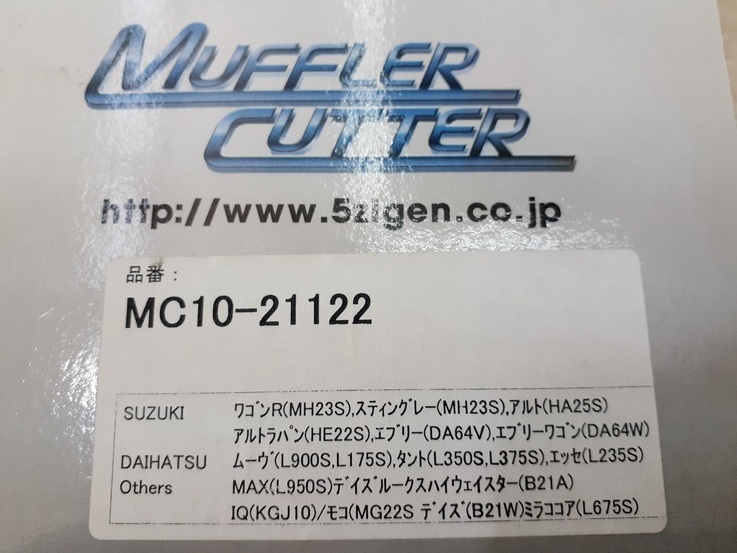 MUFFLER
CUTTER
http://www.5zigen.co.jp
品番：
MC10-21122
SUZUKI ﾜｺﾞﾝR(MH23S),ｽﾃｨﾝｸﾞﾚｰ(MH23S),ｱﾙﾄ(HA25S)
ｱﾙﾄﾗﾊﾟﾝ(HE22S),ｴﾌﾞﾘｰ(DA64V),ｴﾌﾞﾘｰﾜｺﾞﾝ(DA64W)
DAIHATSU ﾑｰｳﾞ(L900S,L175S),ﾀﾝﾄ(L350S,L375S),ｴｯｾ(L235S)
Others MAX(L950S)ﾃﾞｲｽﾞﾙｰｸｽﾊｲｳｪｲｽﾀｰ(B21A)
IQ(KGJ10)/ﾓｺ(MG22S ﾃﾞｲｽﾞ(B21W)ﾐﾗｺｺｱ(L675S)